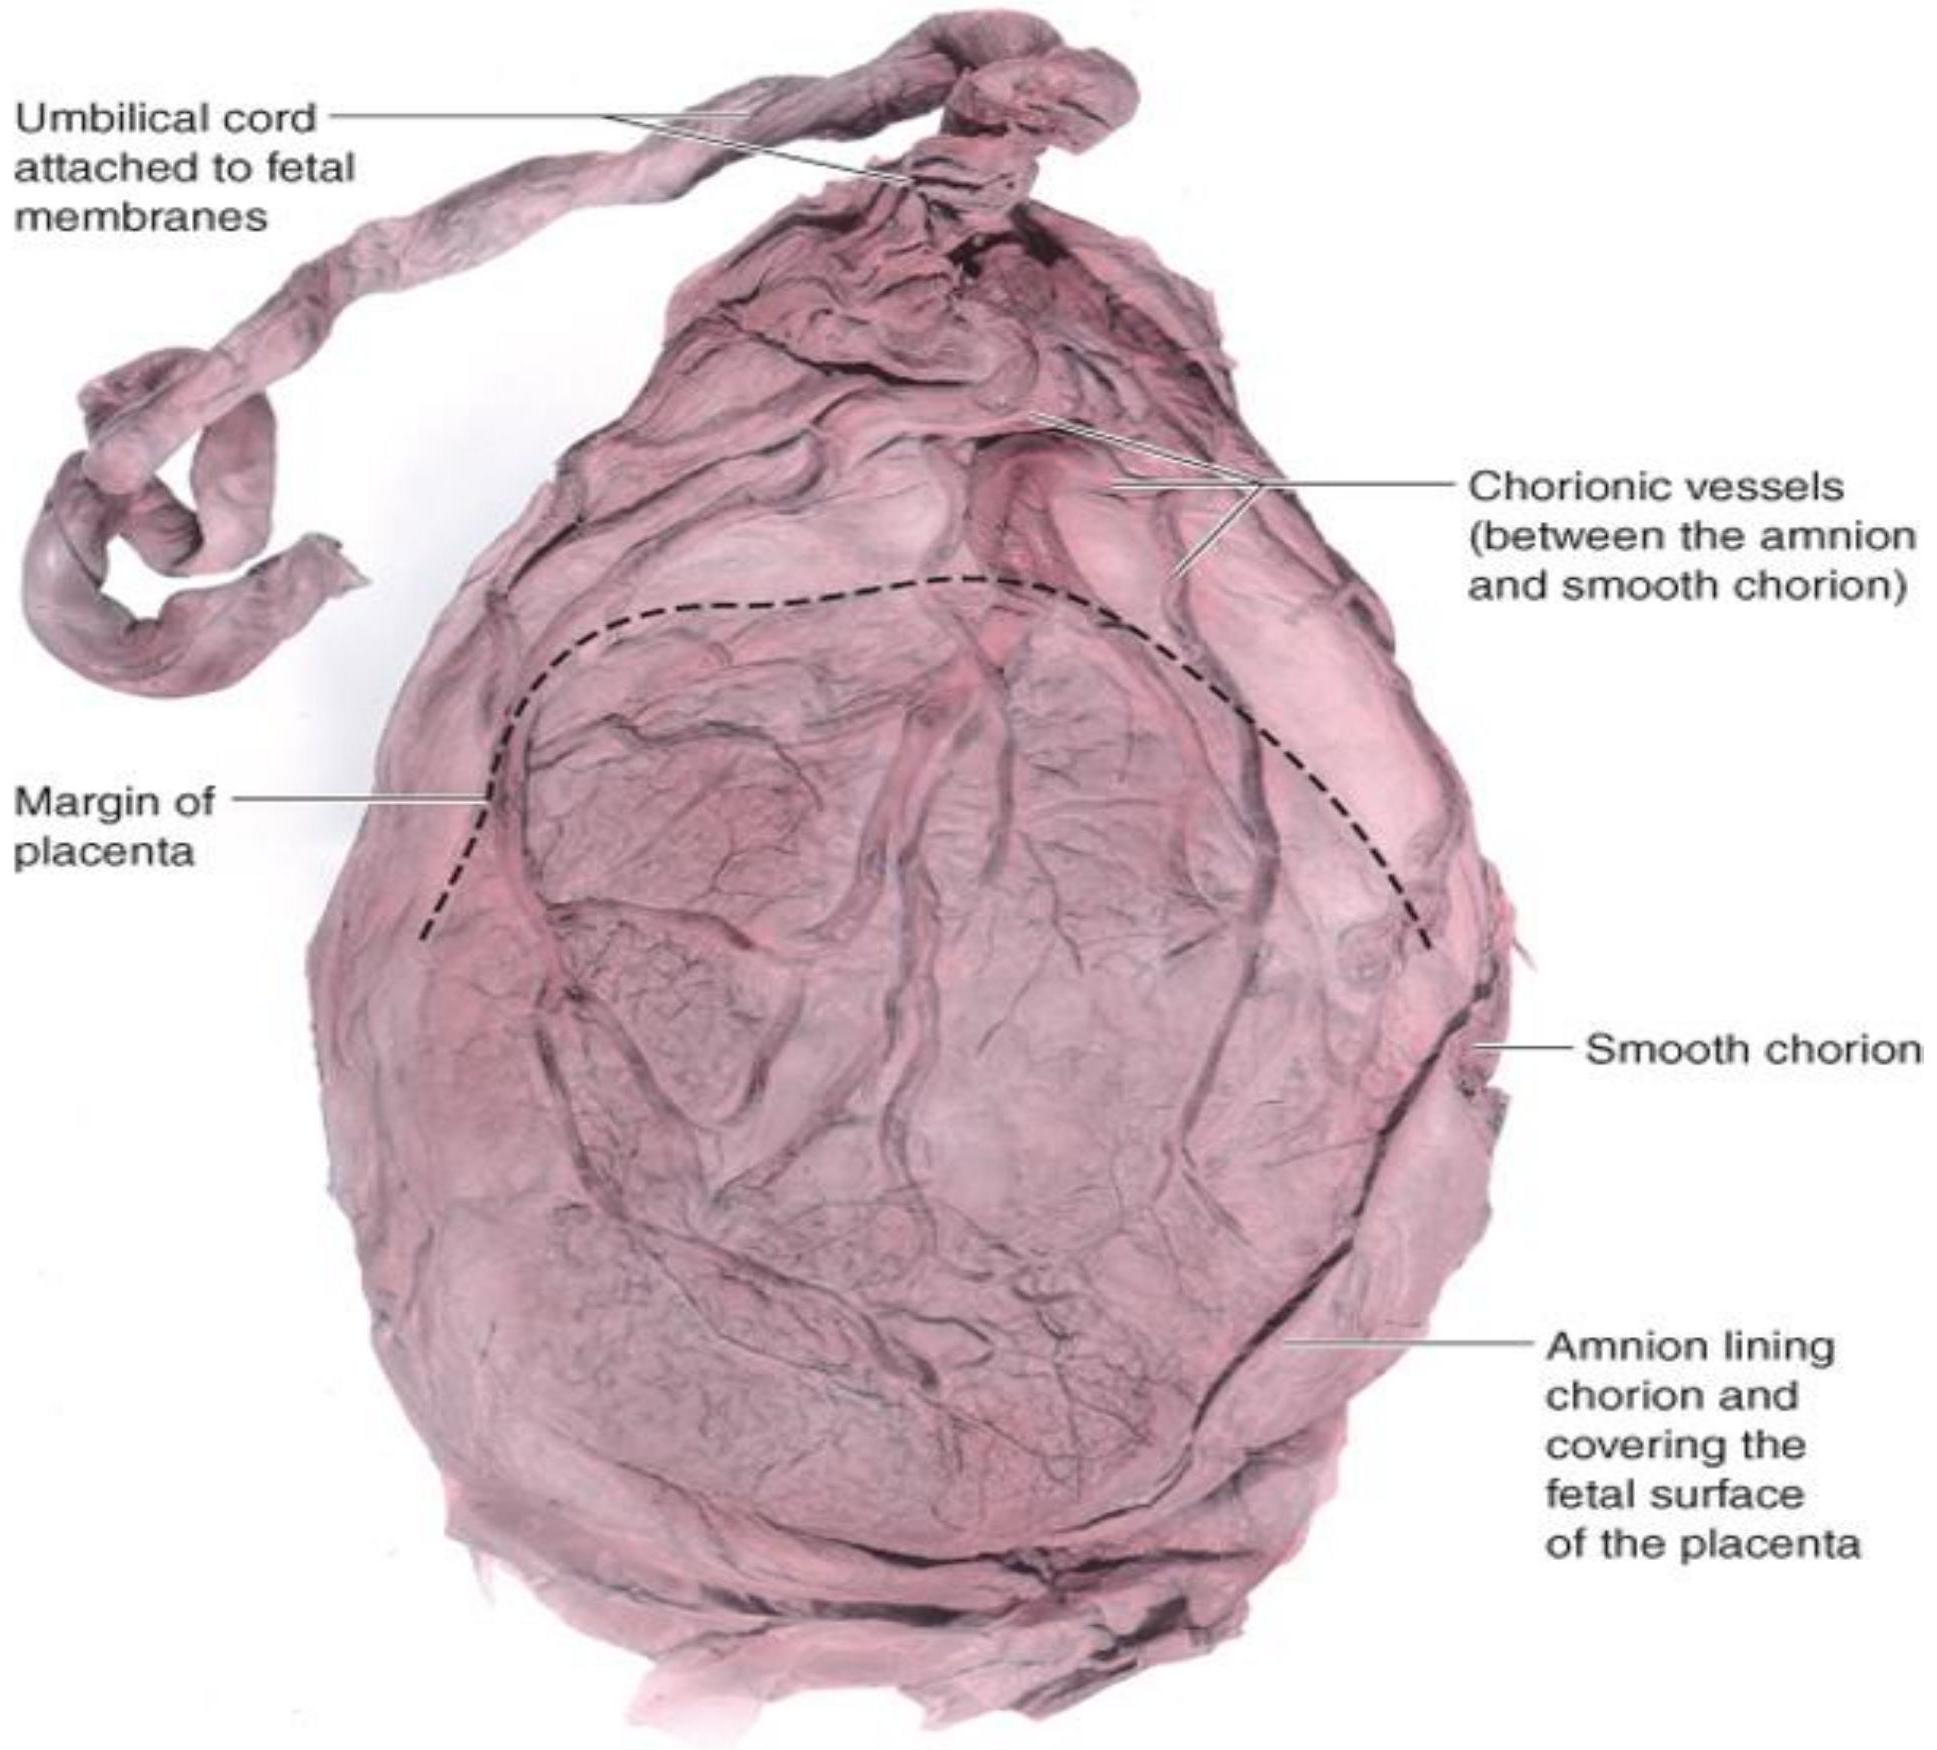 Umbilical cord
attached to fetal
membranes
Chorionic vessels
(between the amnion
and smooth chorion)
Margin of
placenta
Smooth chorion
Amnion lining
chorion and
covering the
fetal surface
of the placenta